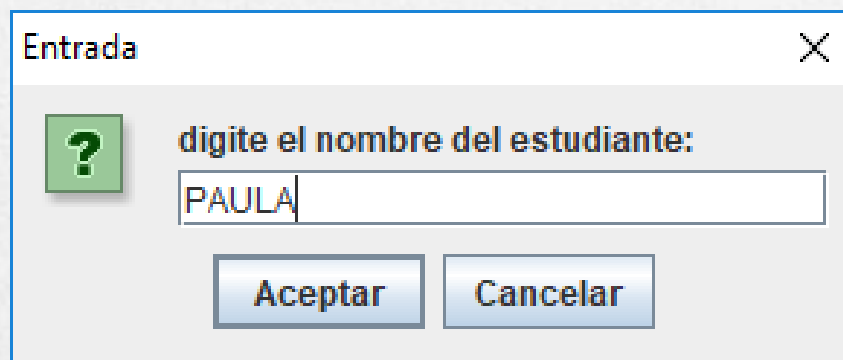 Entrada
?
digite el nombre del estudiante:
PAULA
Aceptar Cancelar